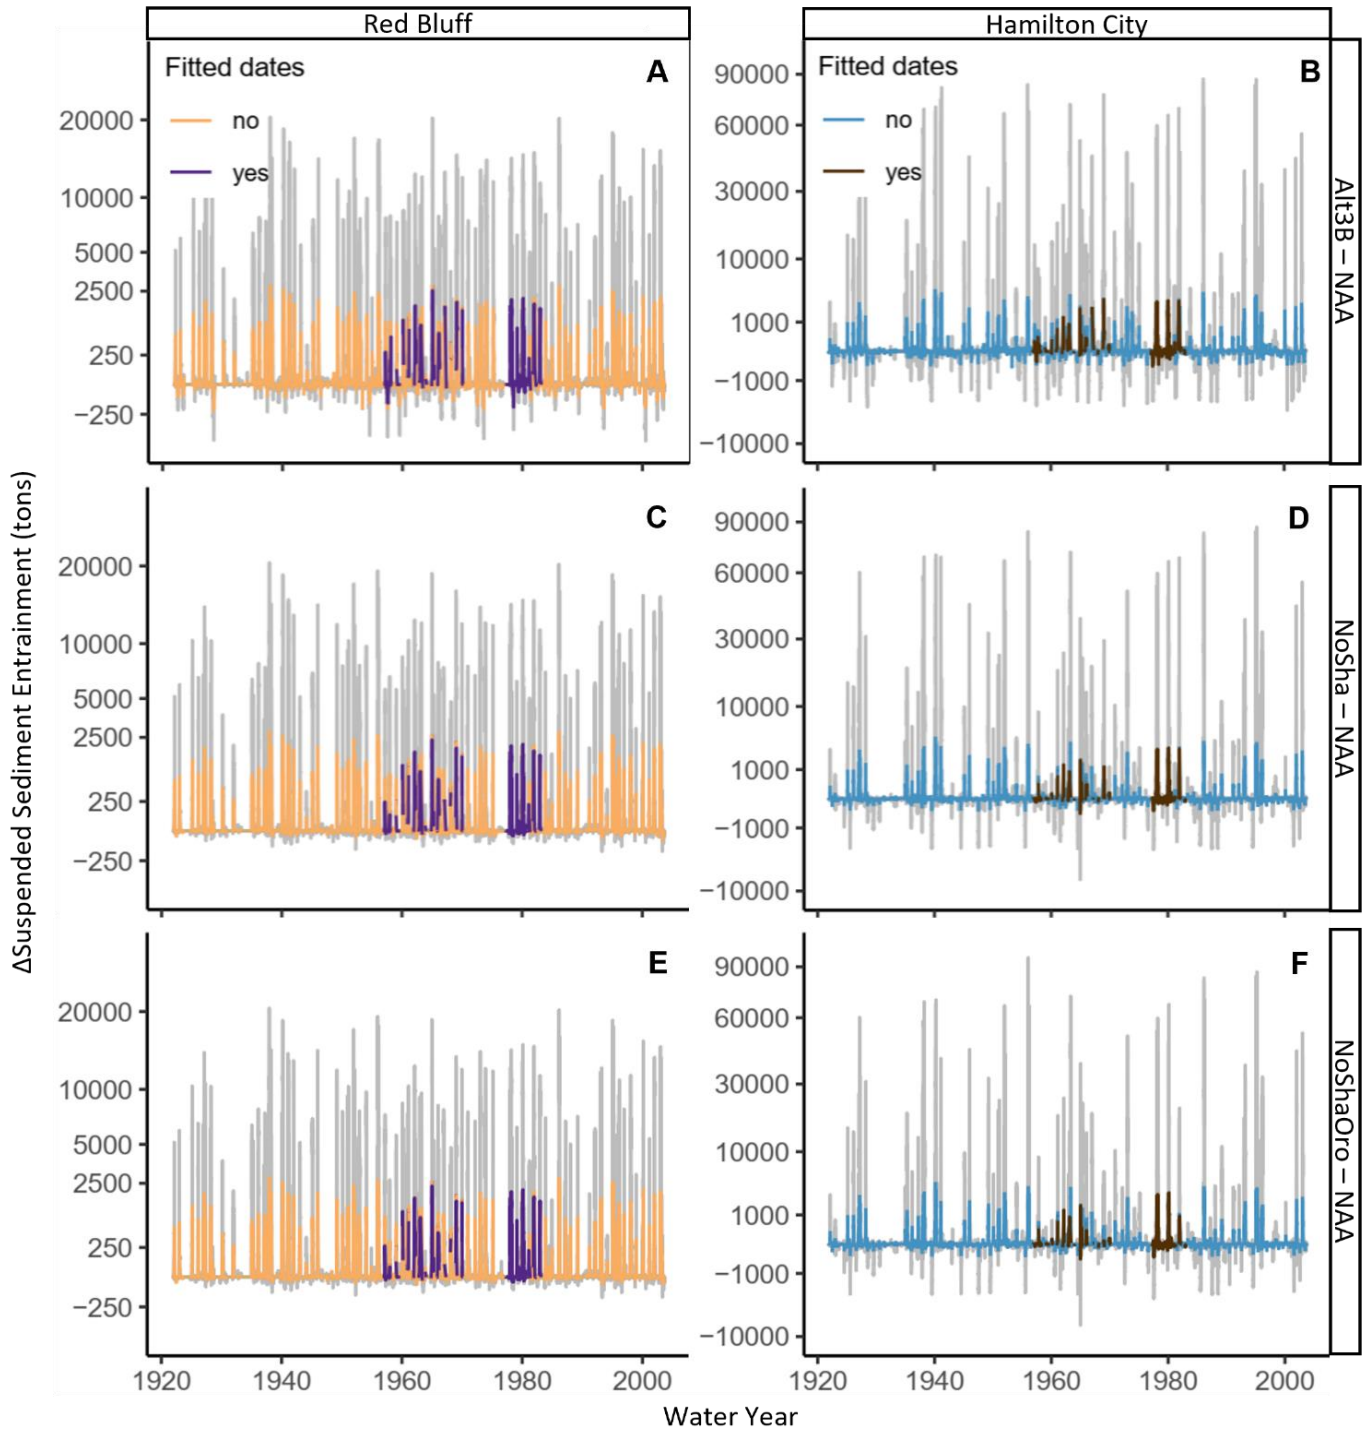 Red Bluff
Hamilton City
Fitted dates
no
yes
A
20000
10000
5000
2500
250
−250
Fitted dates
no
yes
B
90000
60000
30000
10000
1000
−1000
−10000
Alt3B – NAA
C
20000
10000
5000
2500
250
−250
D
90000
60000
30000
10000
1000
−1000
−10000
NoSha – NAA
E
20000
10000
5000
2500
250
−250
1920 1940 1960 1980 2000
F
90000
60000
30000
10000
1000
−1000
−10000
1920 1940 1960 1980 2000
NoShaOro – NAA
ΔSuspended Sediment Entrainment (tons)
Water Year